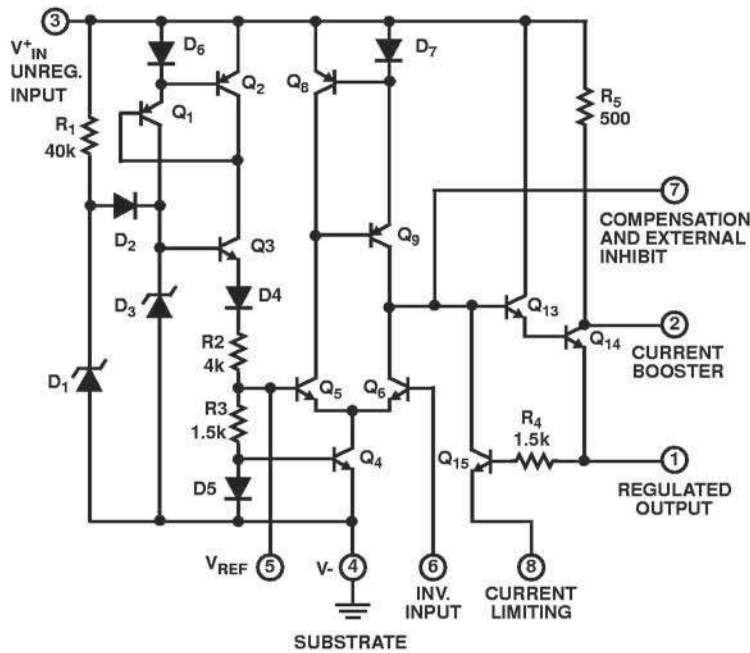 3
V+IN
UNREG.
INPUT
D6
Q1
Q2
Q8
D7
R1
40k
R5
500
7
COMPENSATION
AND EXTERNAL
INHIBIT
D2
Q3
Q9
D3
D4
Q13
2
CURRENT
BOOSTER
Q14
D1
R2
4k
Q5
Q6
R3
1.5k
Q4
R4
1.5k
Q15
1
REGULATED
OUTPUT
D5
VREF 5
V- 4
6
INV.
INPUT
8
CURRENT
LIMITING
SUBSTRATE